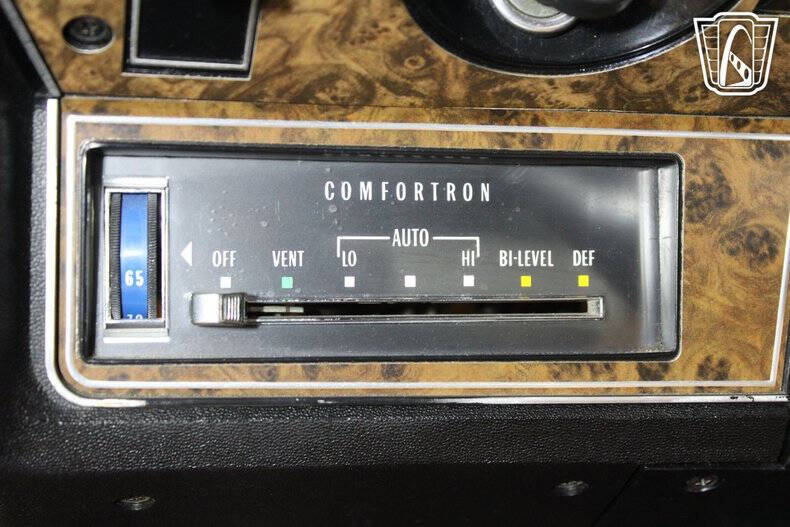 COMFORTRON
AUTO
OFF VENT LO HI BI-LEVEL DEF
65